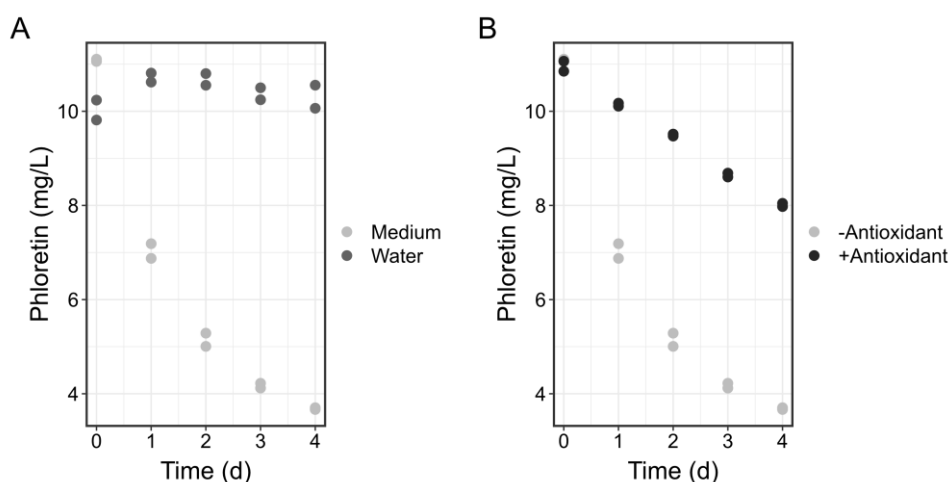 A
Phloretin (mg/L)
10
8
6
4
0 1 2 3 4
Time (d)
Medium
Water
B
Phloretin (mg/L)
10
8
6
4
0 1 2 3 4
Time (d)
-Antioxidant
+Antioxidant